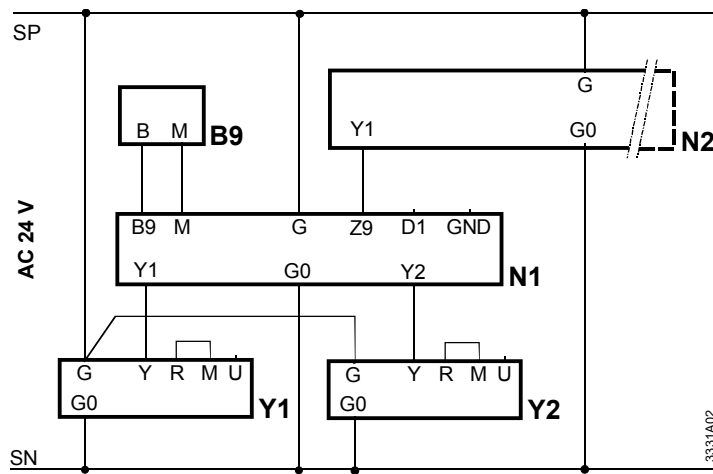 SP
G
B M B9
Y1 G0 N2
AC 24 V
B9 M G Z9 D1 GND
Y1 G0 Y2 N1
G Y R M U
G0 Y1
G Y R M U
G0 Y2
SN
3331A02